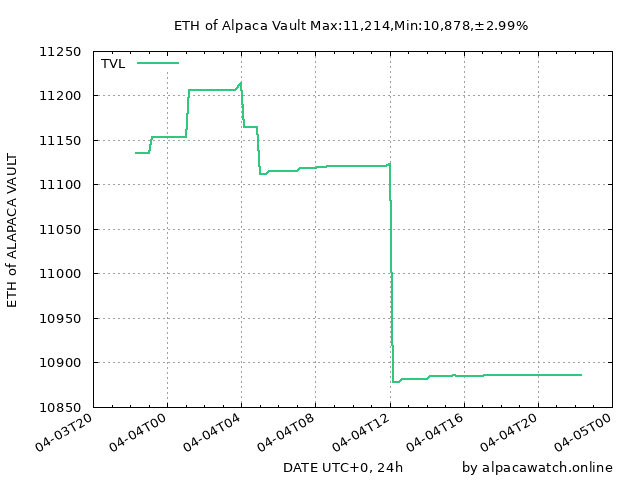 ETH of Alpaca Vault Max:11,214,Min:10,878,±2.99%
TVL
11250
11200
11150
11100
11050
11000
10950
10900
10850
ETH of ALAPACA VAULT
04-03T20
04-04T00
04-04T04
04-04T08
04-04T12
04-04T16
04-04T20
04-05T00
DATE UTC+0, 24h
by alpacawatch.online